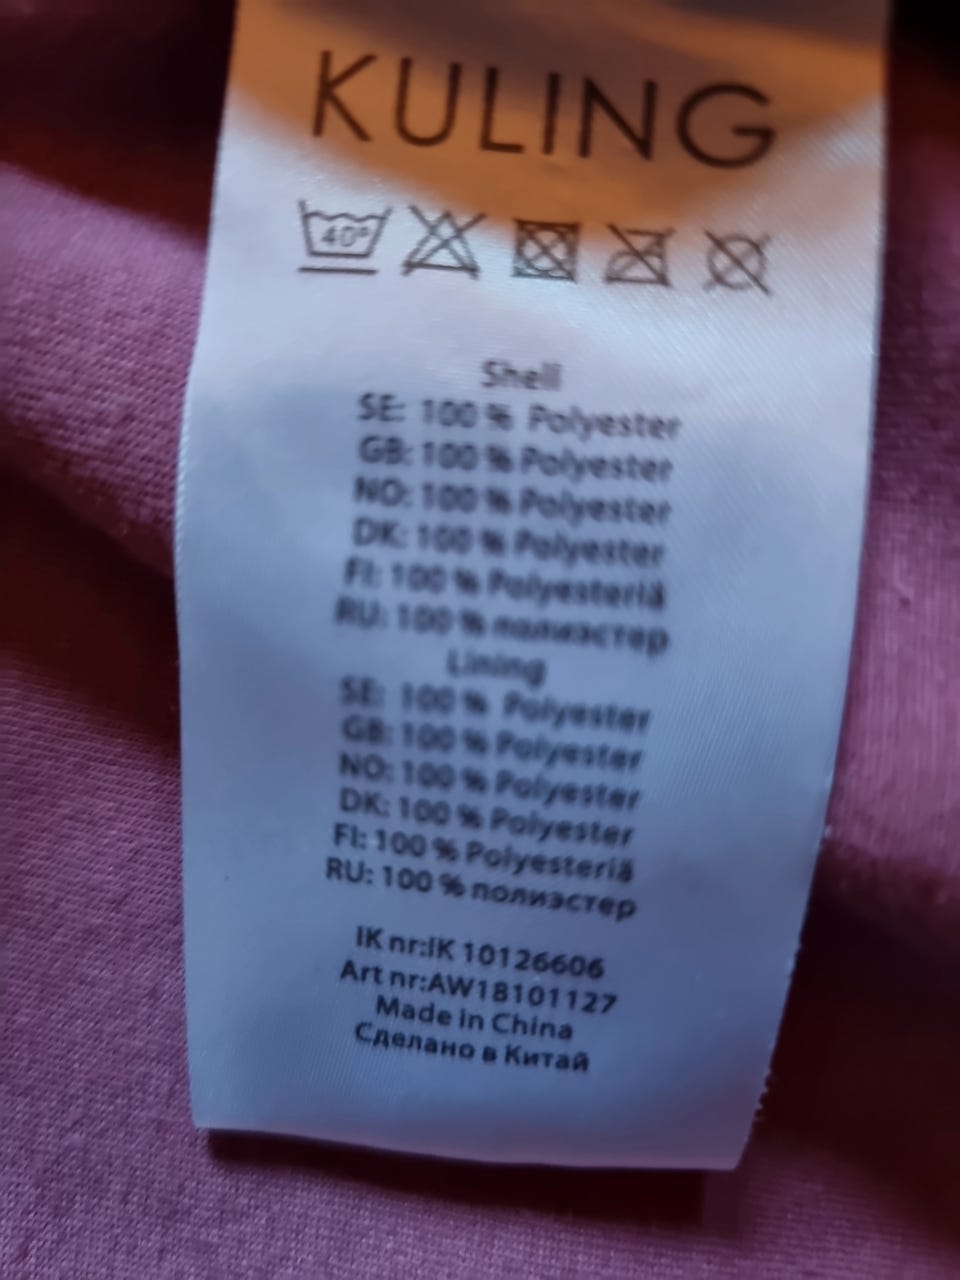 KULING
40°
Shell
SE: 100 % Polyester
GB: 100 % Polyester
NO: 100 % Polyester
DK: 100 % Polyester
FI: 100 % Polyesteriä
RU: 100 % полиэстер
Lining
SE: 100 % Polyester
GB: 100 % Polyester
NO: 100 % Polyester
DK: 100 % Polyester
FI: 100 % Polyesteriä
RU: 100 % полиэстер
IK nr:IK 10126606
Art nr:AW18101127
Made in China
Сделано в Китай